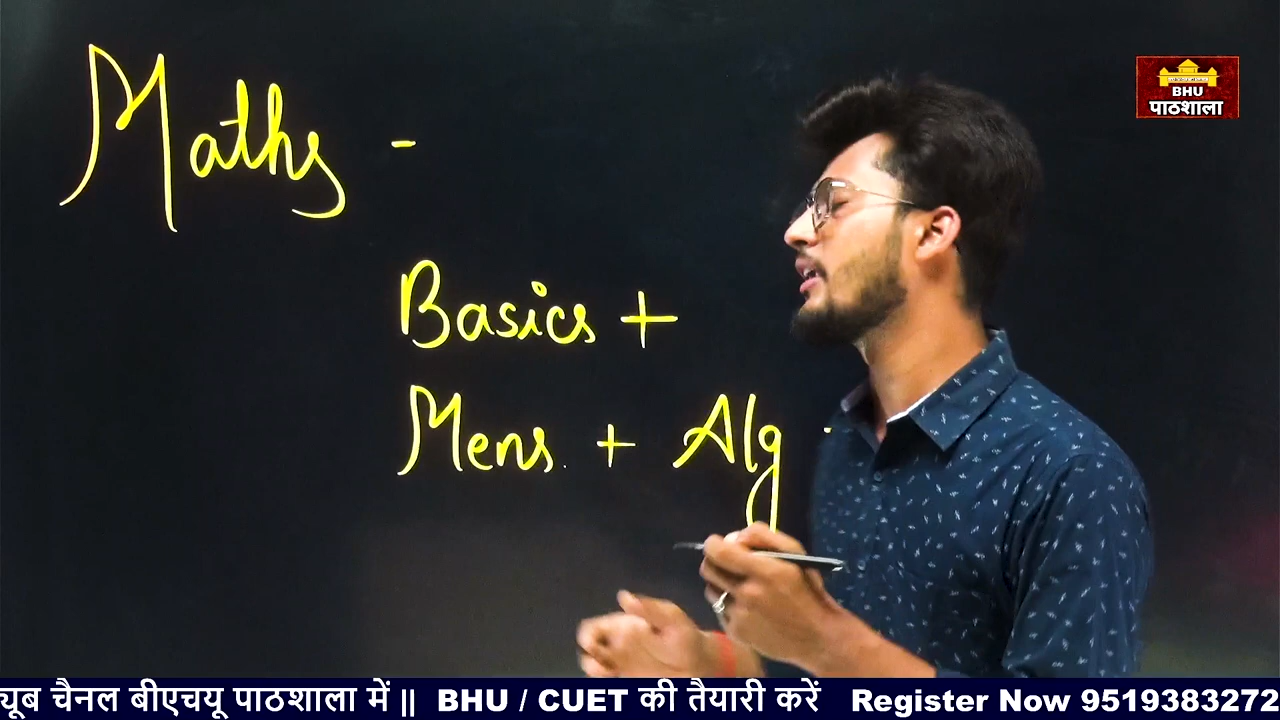 Maths -
BHU
पाठशाला
Basics +
Mens. + Alg -
यूब चैनल बीएचयू पाठशाला में || BHU / CUET की तैयारी करें Register Now 9519383272